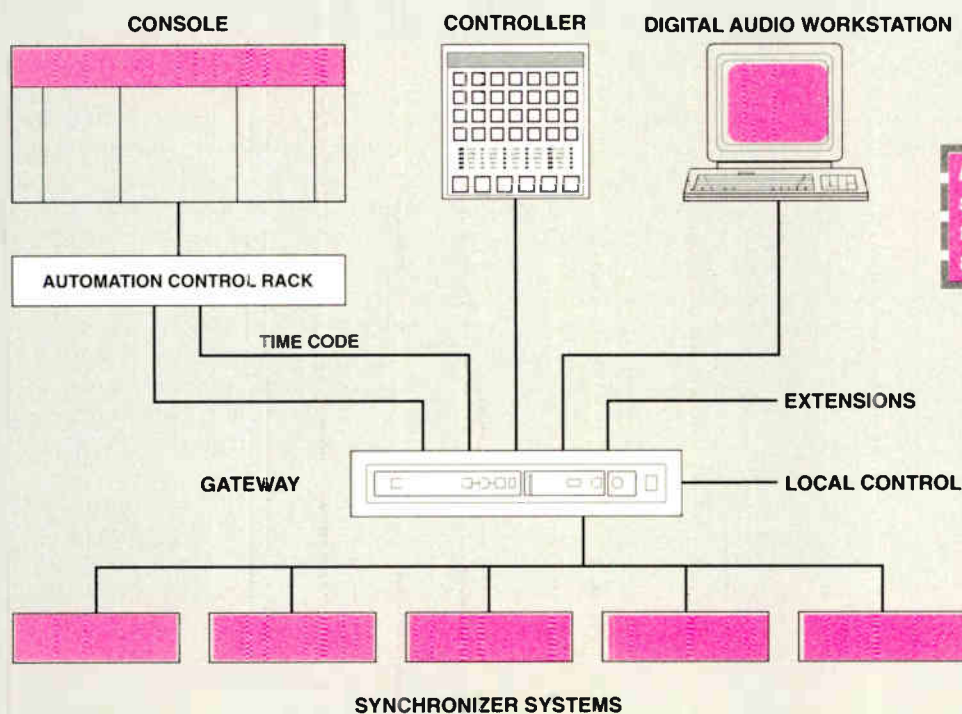 CONSOLE
CONTROLLER
DIGITAL AUDIO WORKSTATION
AUTOMATION CONTROL RACK
TIME CODE
EXTENSIONS
GATEWAY
LOCAL CONTROL
SYNCHRONIZER SYSTEMS